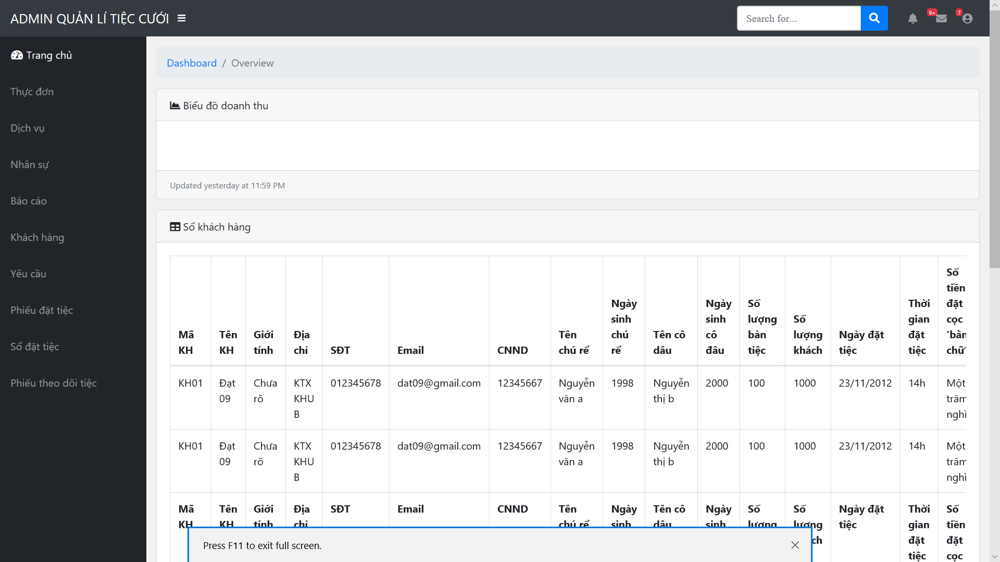 ADMIN QUẢN LÍ TIỆC CƯỚI
Search for...
9+
7
Trang chủ
Thực đơn
Dịch vụ
Nhân sự
Báo cáo
Khách hàng
Yêu cầu
Phiếu đặt tiệc
Sổ đặt tiệc
Phiếu theo dõi tiệc
Dashboard / Overview
Biểu đồ doanh thu
Updated yesterday at 11:59 PM
Sổ khách hàng
Mã KH
Tên KH
Giới tính
Địa chỉ
SĐT
Email
CNND
Tên chú rể
Ngày sinh chú rể
Tên cô dâu
Ngày sinh cô đâu
Số lượng bàn tiệc
Số lượng khách
Ngày đặt tiệc
Thời gian đặt tiệc
Số tiền đặt cọc 'bằn chữ'
KH01 Đạt 09 Chưa rõ KTX KHU B 012345678 dat09@gmail.com 12345667 Nguyễn văn a 1998 Nguyễn thị b 2000 100 1000 23/11/2012 14h Một trăm nghì
KH01 Đạt 09 Chưa rõ KTX KHU B 012345678 dat09@gmail.com 12345667 Nguyễn văn a 1998 Nguyễn thị b 2000 100 1000 23/11/2012 14h Một trăm nghì
Mã KH
Tên KH
Giới tính
Địa chỉ
SĐT
Email
CNND
Tên chú rể
Ngày sinh
Tên cô dâu
Ngày sinh
Số lượng
Số lượng ch
Ngày đặt tiệc
Thời gian đặt tiệc
Số tiền đặt cọc
Press F11 to exit full screen.